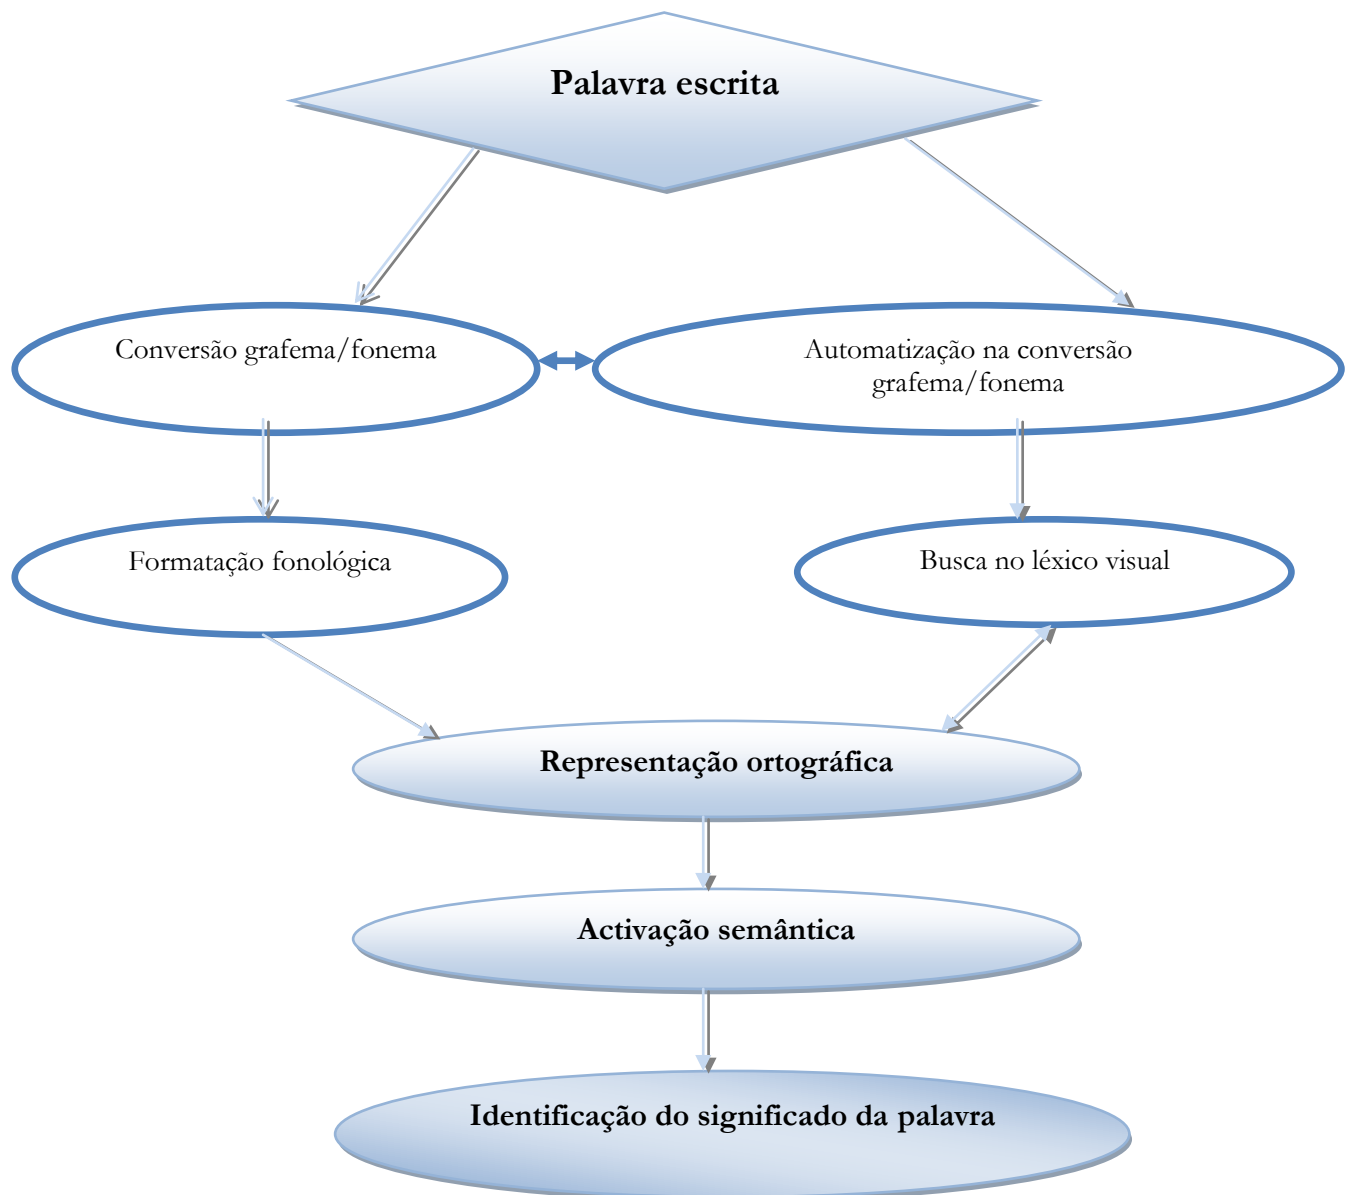 Palavra escrita
Conversão grafema/fonema
Automatização na conversão
grafema/fonema
Formatação fonológica
Busca no léxico visual
Representação ortográfica
Activação semântica
Identificação do significado da palavra